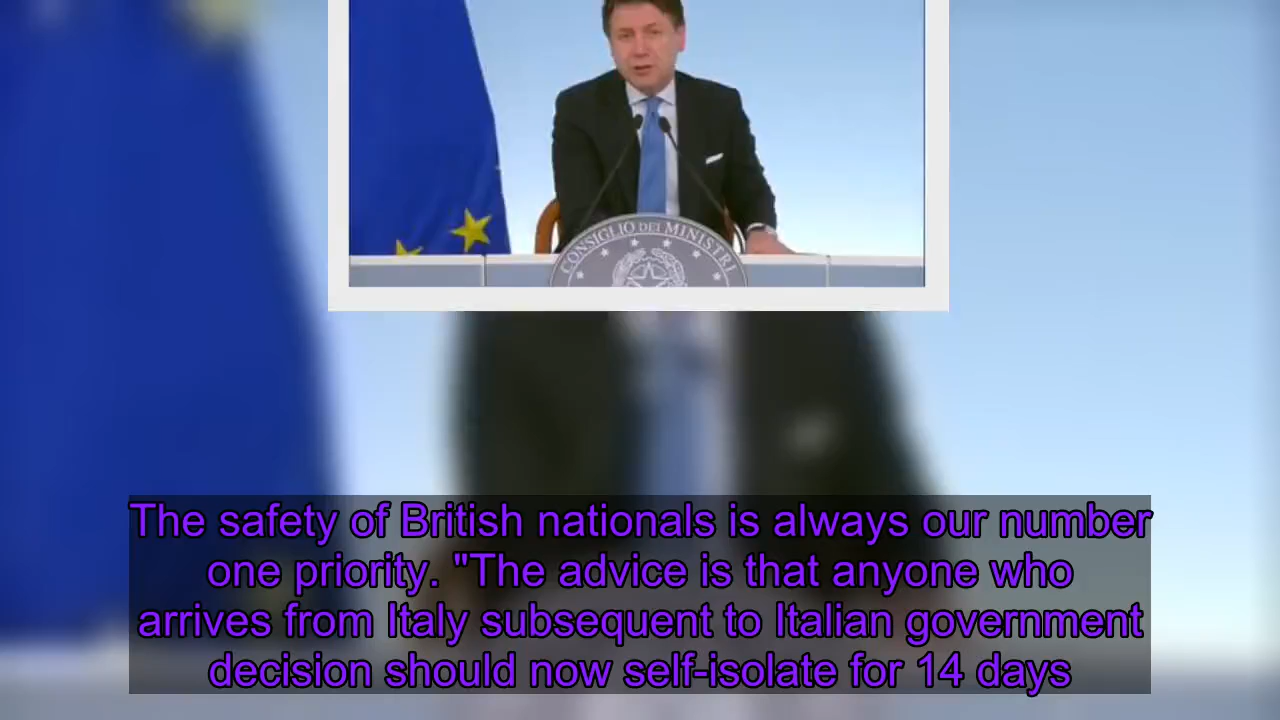 CONSIGLIO DEI MINISTRI
The safety of British nationals is always our number
one priority. "The advice is that anyone who
arrives from Italy subsequent to Italian government
decision should now self-isolate for 14 days